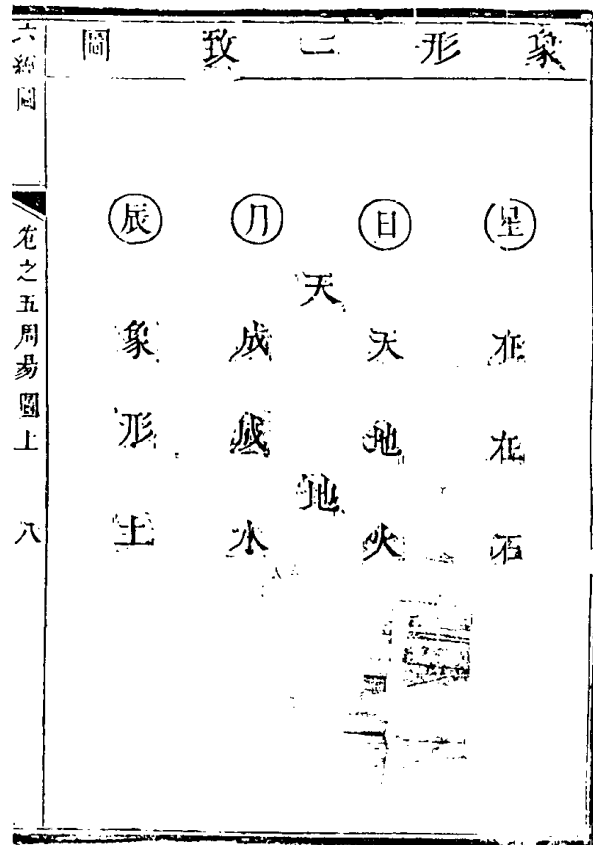 象形一致圖
星日月辰
天
在天成象
在地成形
地
石火水土
六經圖
卷之五周易圖上
八